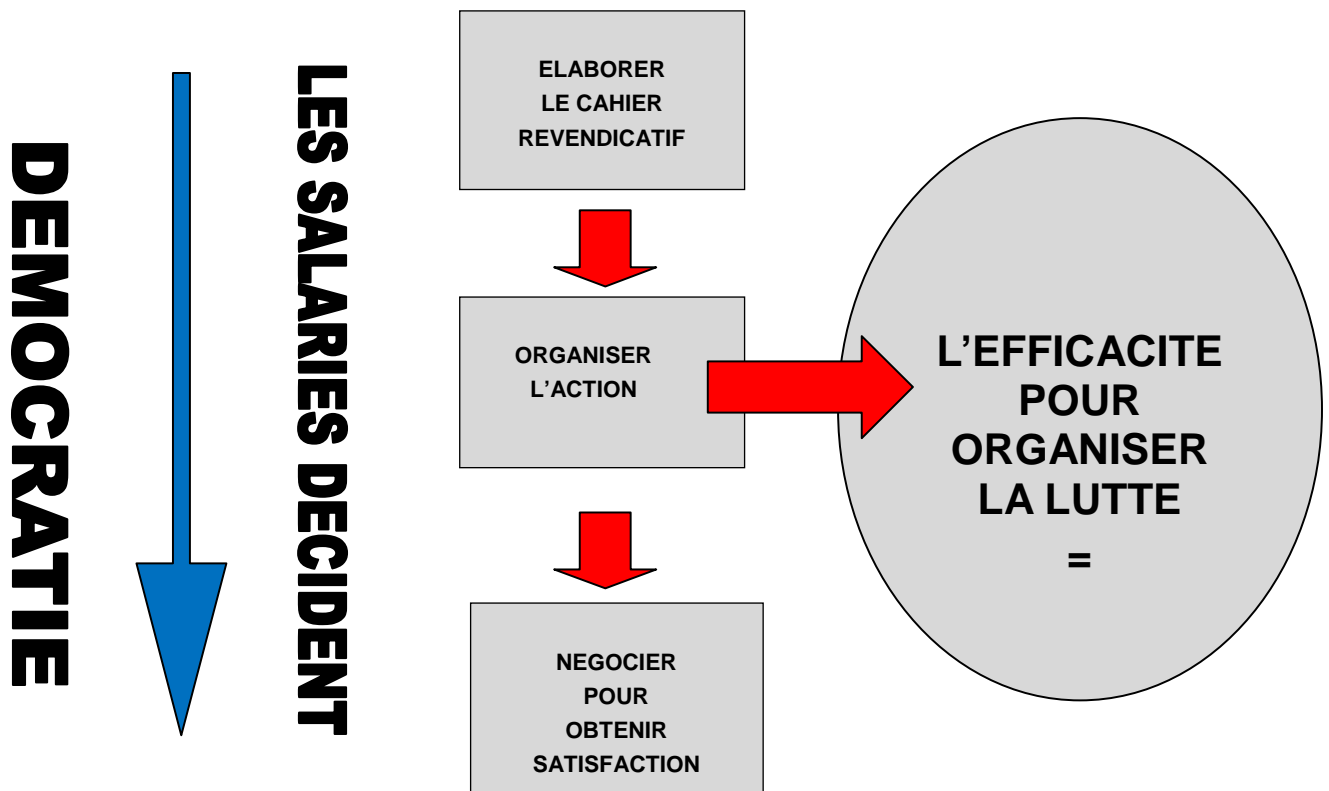 DEMOCRATIE
LES SALARIES DECIDENT
ELABORER
LE CAHIER
REVENDICATIF
ORGANISER
L’ACTION
NEGOCIER
POUR
OBTENIR
SATISFACTION
L’EFFICACITE
POUR
ORGANISER
LA LUTTE
=